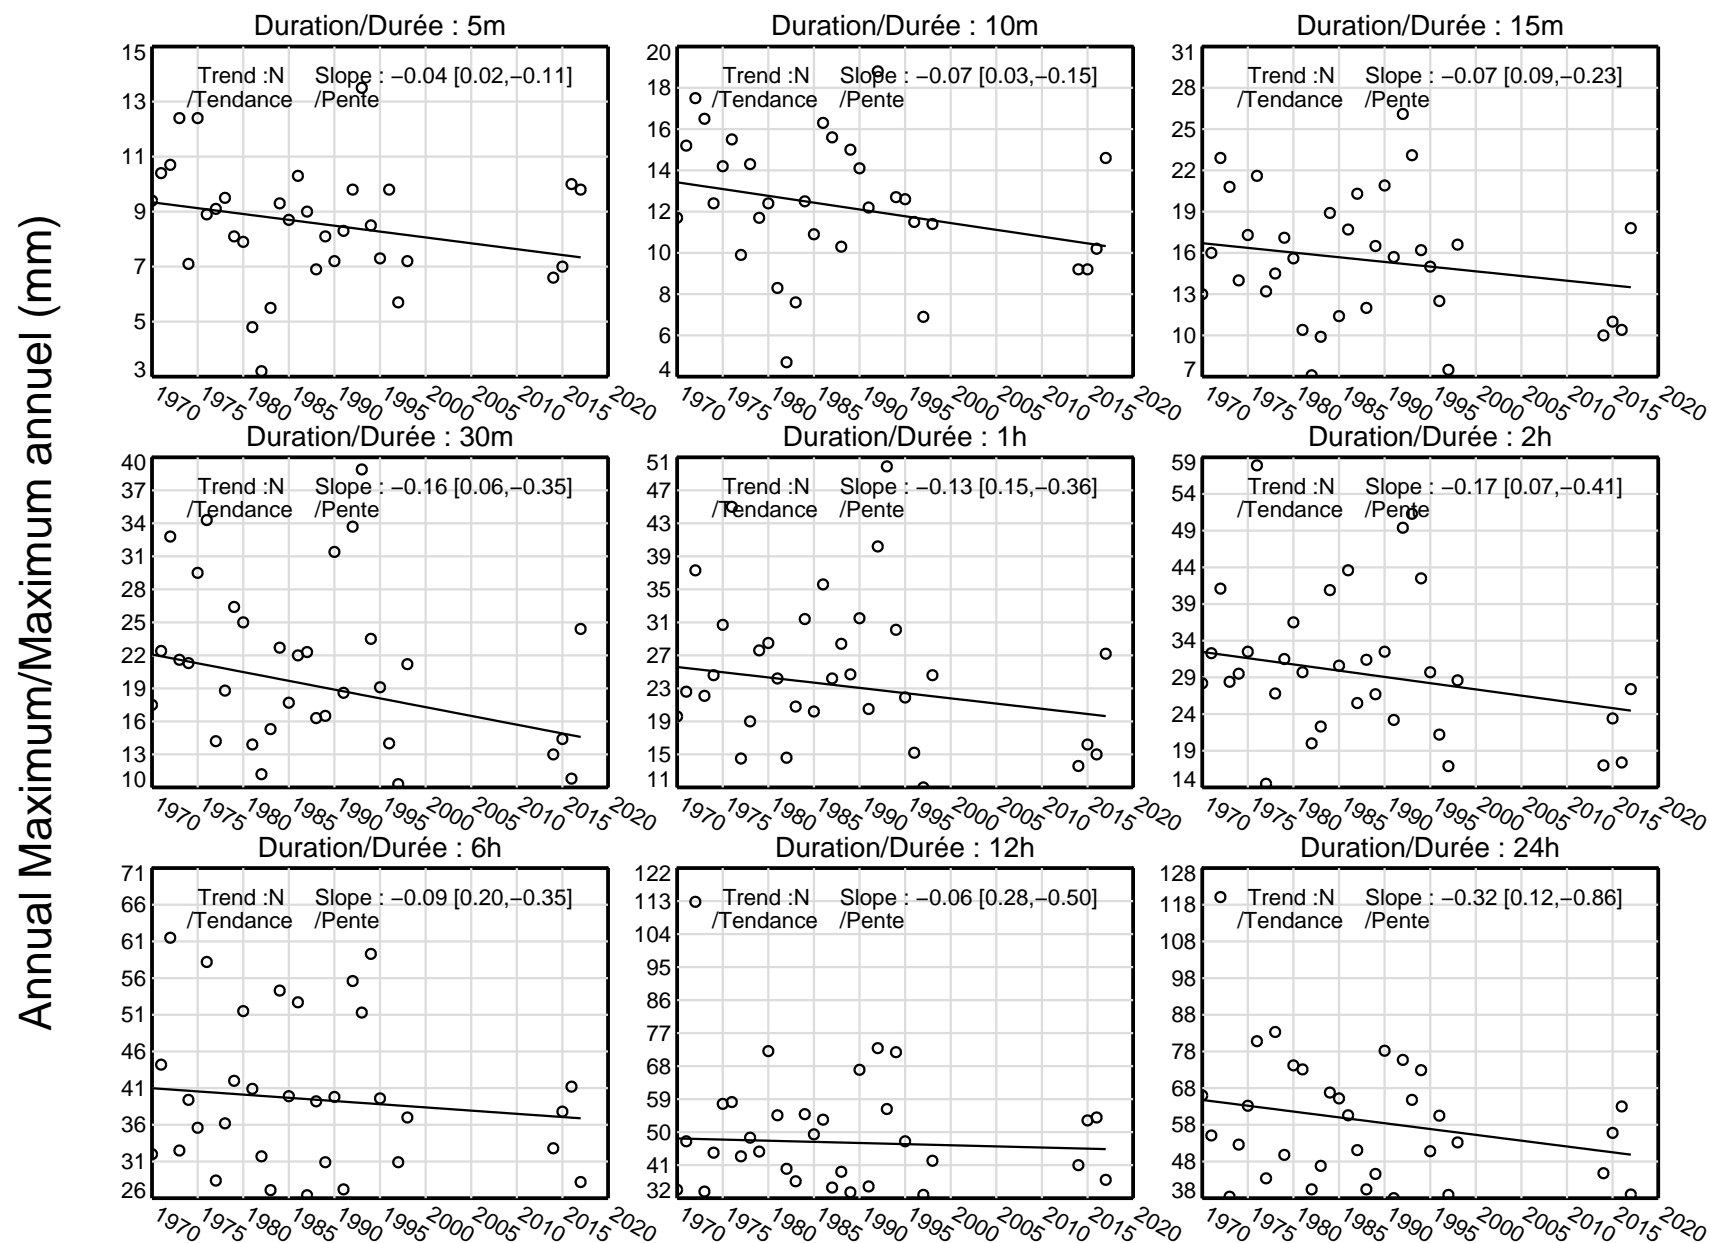 Annual Maximum/Maximum annuel (mm)
Duration/Durée : 5m
Trend :N Slope : −0.04 [0.02,−0.11]
/Tendance /Pente
15
13
11
9
7
5
3
1970 1975 1980 1985 1990 1995 2000 2005 2010 2015 2020
Duration/Durée : 10m
Trend :N Slope : −0.07 [0.03,−0.15]
/Tendance /Pente
20
18
16
14
12
10
8
6
4
1970 1975 1980 1985 1990 1995 2000 2005 2010 2015 2020
Duration/Durée : 15m
Trend :N Slope : −0.07 [0.09,−0.23]
/Tendance /Pente
31
28
25
22
19
16
13
10
7
1970 1975 1980 1985 1990 1995 2000 2005 2010 2015 2020
Duration/Durée : 30m
Trend :N Slope : −0.16 [0.06,−0.35]
/Tendance /Pente
40
37
34
31
28
25
22
19
16
13
10
1970 1975 1980 1985 1990 1995 2000 2005 2010 2015 2020
Duration/Durée : 1h
Trend :N Slope : −0.13 [0.15,−0.36]
/Tendance /Pente
51
47
43
39
35
31
27
23
19
15
11
1970 1975 1980 1985 1990 1995 2000 2005 2010 2015 2020
Duration/Durée : 2h
Trend :N Slope : −0.17 [0.07,−0.41]
/Tendance /Pente
59
54
49
44
39
34
29
24
19
14
1970 1975 1980 1985 1990 1995 2000 2005 2010 2015 2020
Duration/Durée : 6h
Trend :N Slope : −0.09 [0.20,−0.35]
/Tendance /Pente
71
66
61
56
51
46
41
36
31
26
1970 1975 1980 1985 1990 1995 2000 2005 2010 2015 2020
Duration/Durée : 12h
Trend :N Slope : −0.06 [0.28,−0.50]
/Tendance /Pente
122
113
104
95
86
77
68
59
50
41
32
1970 1975 1980 1985 1990 1995 2000 2005 2010 2015 2020
Duration/Durée : 24h
Trend :N Slope : −0.32 [0.12,−0.86]
/Tendance /Pente
128
118
108
98
88
78
68
58
48
38
1970 1975 1980 1985 1990 1995 2000 2005 2010 2015 2020